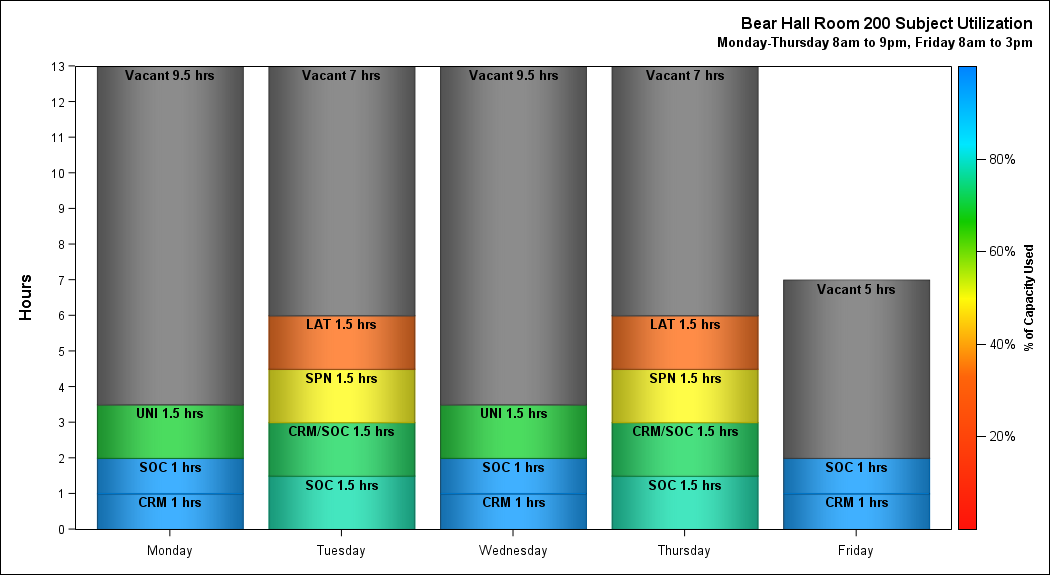 Bear Hall Room 200 Subject Utilization
Monday-Thursday 8am to 9pm, Friday 8am to 3pm
Hours
13
12
11
10
9
8
7
6
5
4
3
2
1
0
Vacant 9.5 hrs
UNI 1.5 hrs
SOC 1 hrs
CRM 1 hrs
Vacant 7 hrs
LAT 1.5 hrs
SPN 1.5 hrs
CRM/SOC 1.5 hrs
SOC 1.5 hrs
Vacant 9.5 hrs
UNI 1.5 hrs
SOC 1 hrs
CRM 1 hrs
Vacant 7 hrs
LAT 1.5 hrs
SPN 1.5 hrs
CRM/SOC 1.5 hrs
SOC 1.5 hrs
Vacant 5 hrs
SOC 1 hrs
CRM 1 hrs
Monday
Tuesday
Wednesday
Thursday
Friday
80%
60%
40%
20%
% of Capacity Used